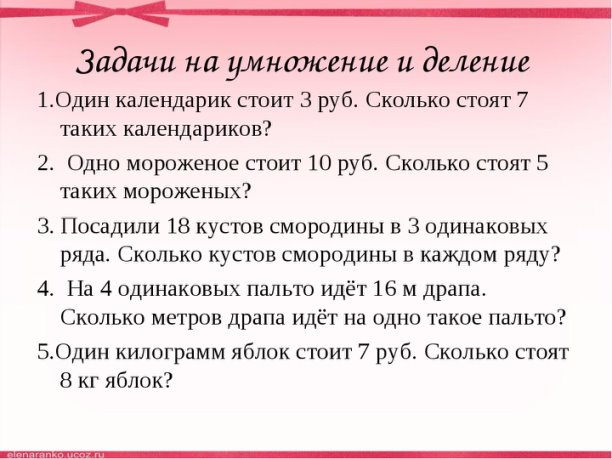 Задачи на умножение и деление
1.Один календарик стоит 3 руб. Сколько стоят 7
таких календариков?
2. Одно мороженое стоит 10 руб. Сколько стоят 5
таких мороженых?
3. Посадили 18 кустов смородины в 3 одинаковых
ряда. Сколько кустов смородины в каждом ряду?
4. На 4 одинаковых пальто идёт 16 м драпа.
Сколько метров драпа идёт на одно такое пальто?
5.Один килограмм яблок стоит 7 руб. Сколько стоят
8 кг яблок?
elenaranko.ucoz.ru